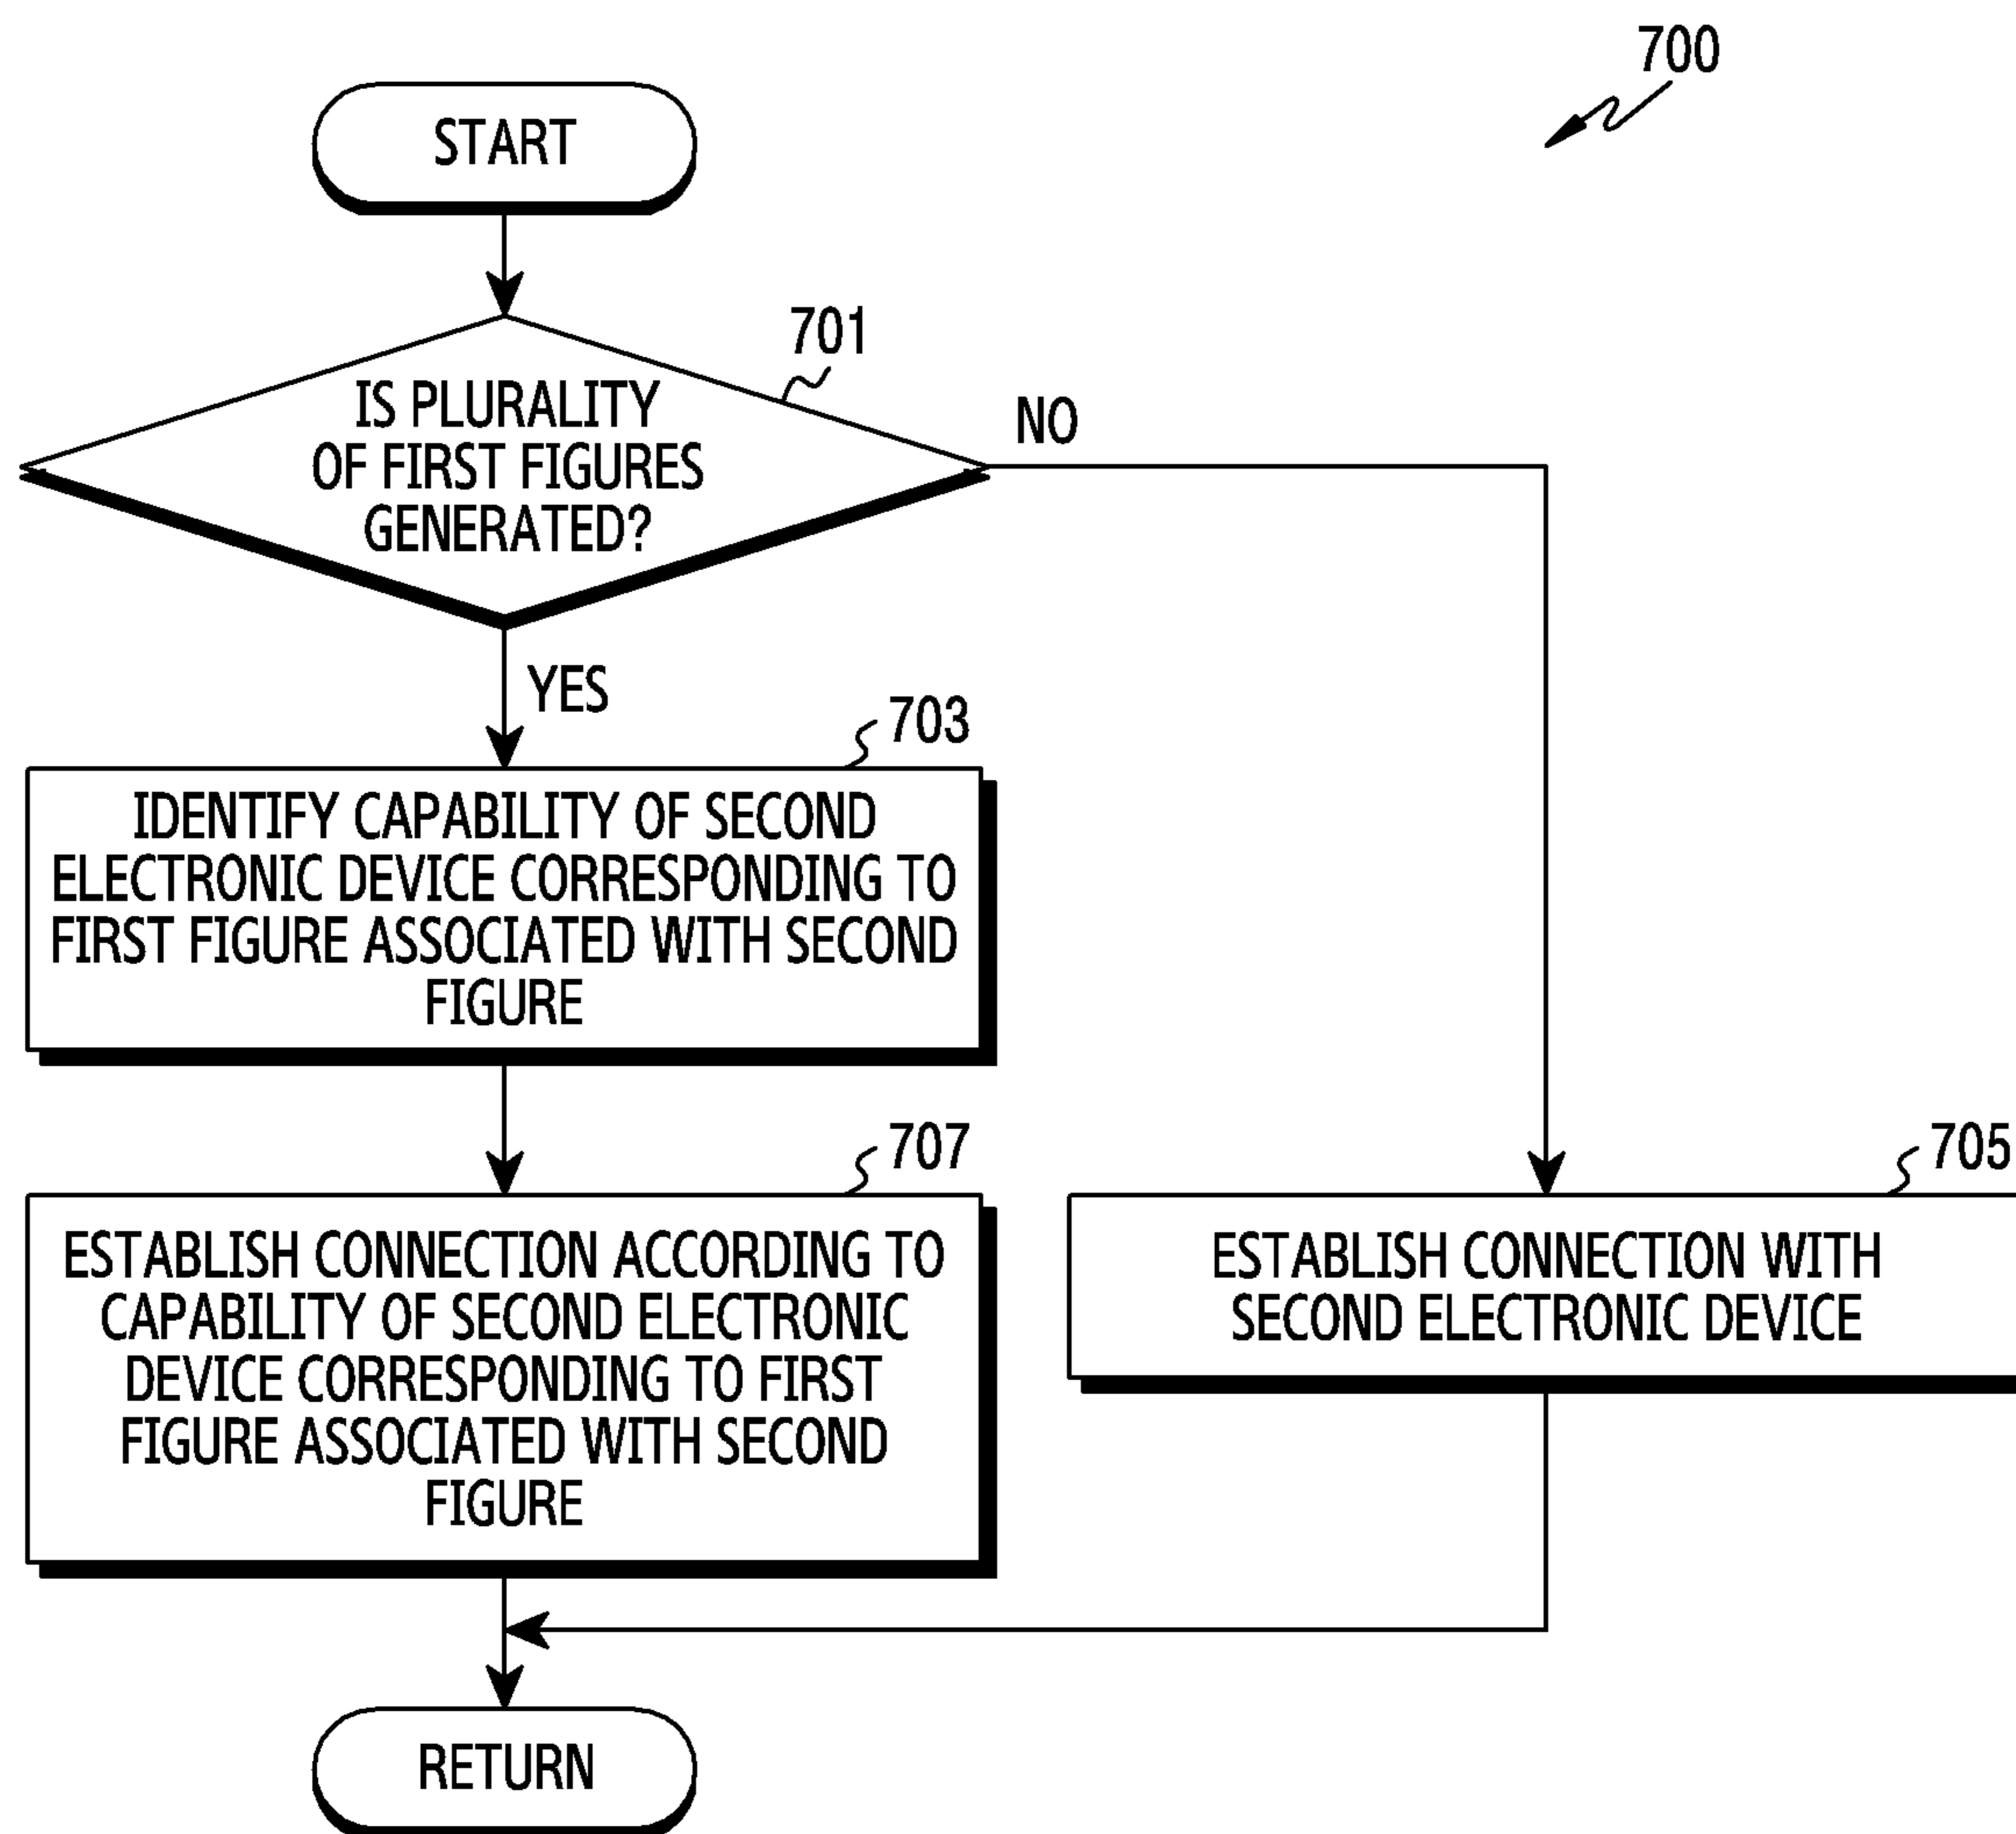 700
START
701
IS PLURALITY
OF FIRST FIGURES
GENERATED?
NO
YES
703
IDENTIFY CAPABILITY OF SECOND
ELECTRONIC DEVICE CORRESPONDING TO
FIRST FIGURE ASSOCIATED WITH SECOND
FIGURE
707
ESTABLISH CONNECTION ACCORDING TO
CAPABILITY OF SECOND ELECTRONIC
DEVICE CORRESPONDING TO FIRST
FIGURE ASSOCIATED WITH SECOND
FIGURE
705
ESTABLISH CONNECTION WITH
SECOND ELECTRONIC DEVICE
RETURN